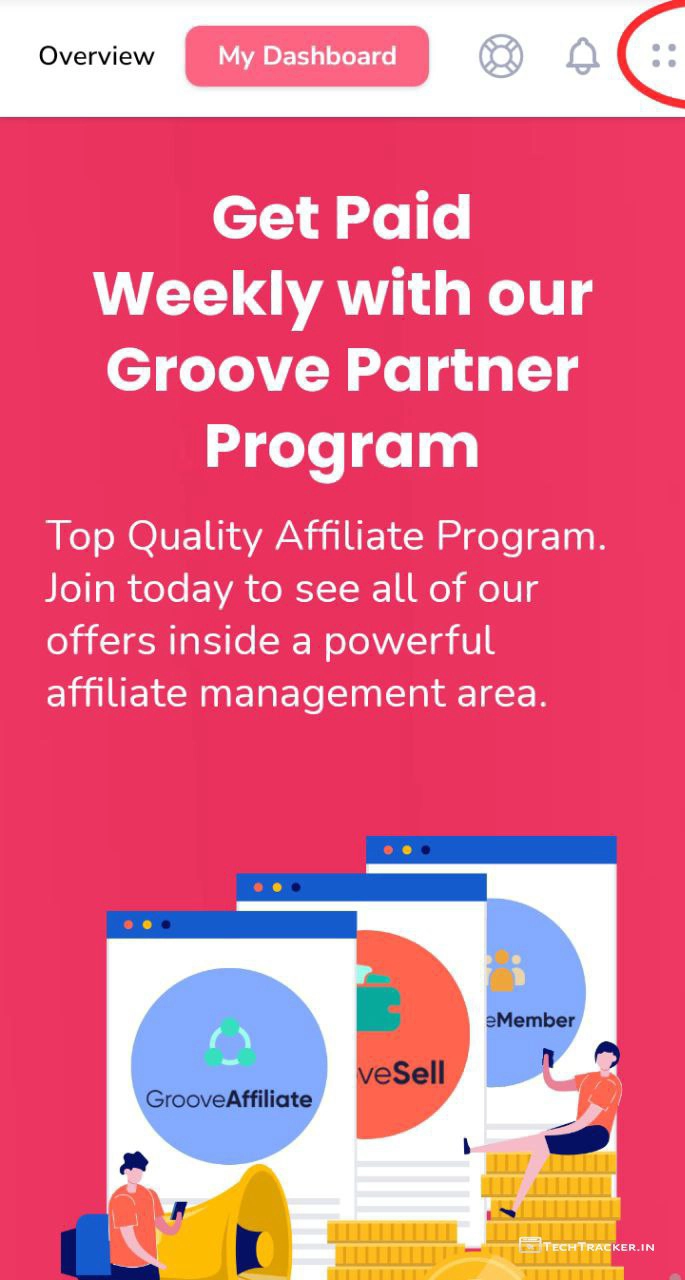 Overview My Dashboard
Get Paid
Weekly with our
Groove Partner
Program
Top Quality Affiliate Program.
Join today to see all of our
offers inside a powerful
affiliate management area.
eMember
veSell
GrooveAffiliate
TECHTRACKER.IN